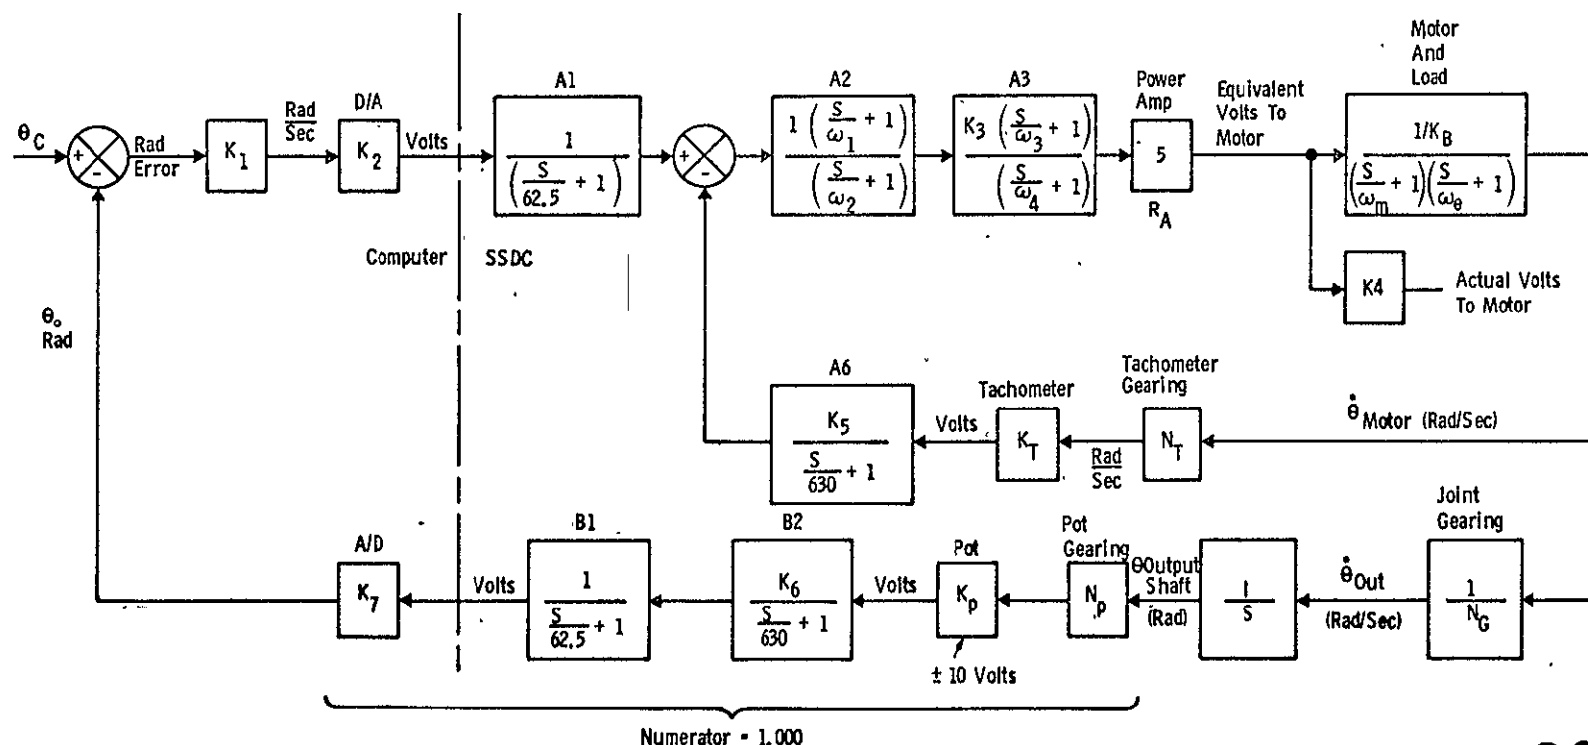 Motor
And
Load
A1
A2
A3
Power
Amp
Equivalent
Volts To
Motor
D/A
Rad
Sec
θC
+
-
Rad
Error
K1
K2
Volts
1
(S/62.5 + 1)
+
-
1 (S/ω1 + 1)
(S/ω2 + 1)
K3 (S/ω3 + 1)
(S/ω4 + 1)
5
RA
1/KB
(S/ωm + 1)(S/ωe + 1)
Computer
SSDC
K4
Actual Volts
To Motor
θo
Rad
A6
K5
S/630 + 1
Volts
Tachometer
KT
Rad
Sec
Tachometer
Gearing
NT
θ̇Motor (Rad/Sec)
A/D
K7
Volts
B1
1
S/62.5 + 1
B2
K6
S/630 + 1
Volts
Pot
Kp
± 10 Volts
Pot
Gearing
Np
θOutput
Shaft
(Rad)
1
S
θ̇Out
(Rad/Sec)
Joint
Gearing
1
NG
Numerator = 1.000